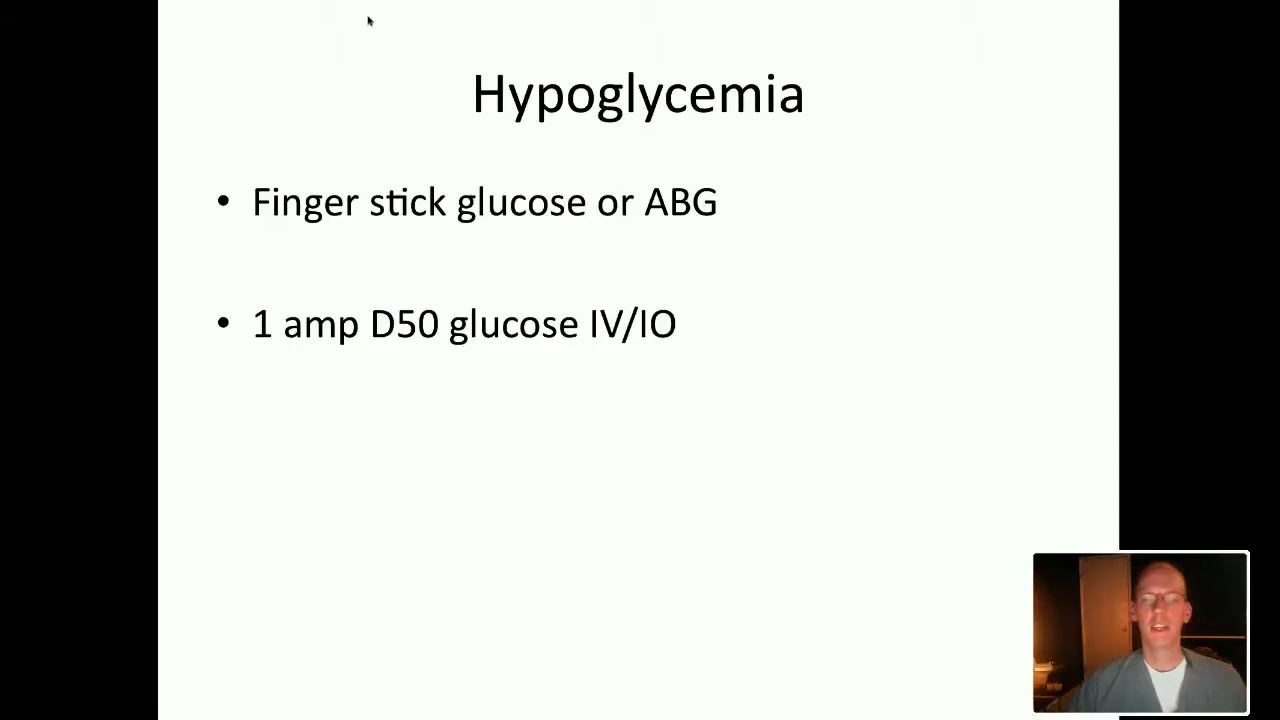 Hypoglycemia
• Finger stick glucose or ABG
• 1 amp D50 glucose IV/IO